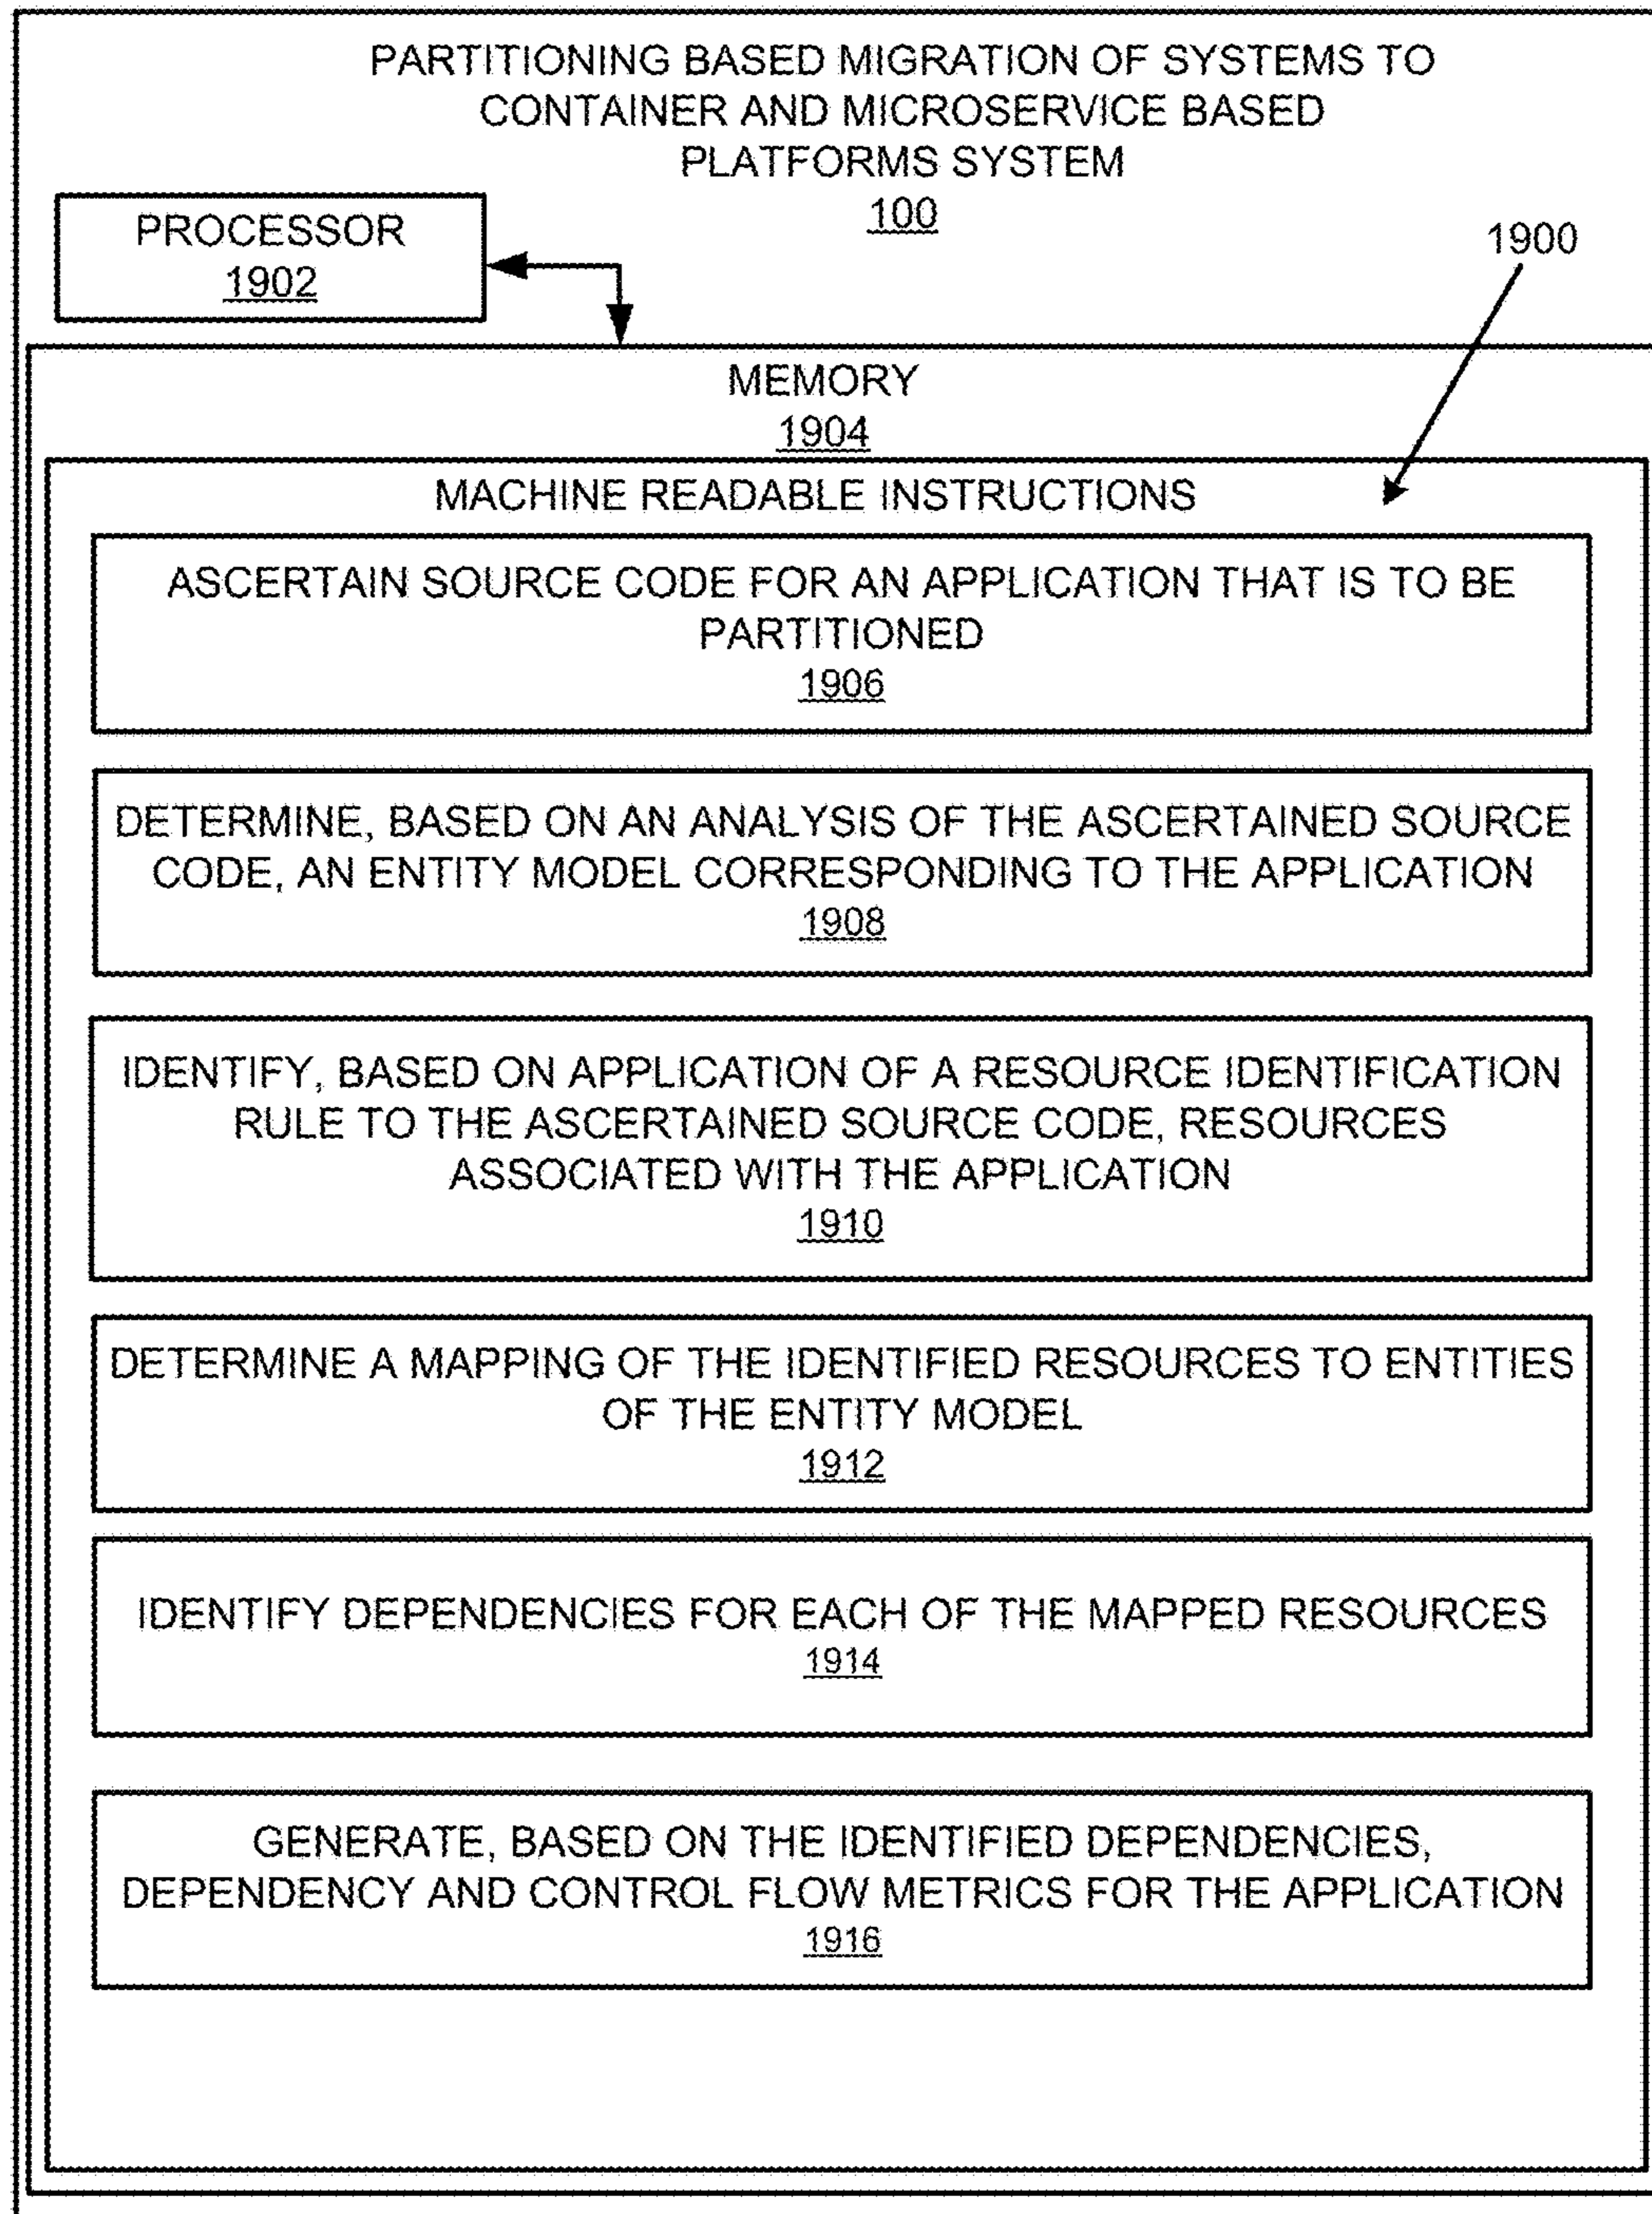 PARTITIONING BASED MIGRATION OF SYSTEMS TO
CONTAINER AND MICROSERVICE BASED
PLATFORMS SYSTEM
100
PROCESSOR
1902
1900
MEMORY
1904
MACHINE READABLE INSTRUCTIONS
ASCERTAIN SOURCE CODE FOR AN APPLICATION THAT IS TO BE
PARTITIONED
1906
DETERMINE, BASED ON AN ANALYSIS OF THE ASCERTAINED SOURCE
CODE, AN ENTITY MODEL CORRESPONDING TO THE APPLICATION
1908
IDENTIFY, BASED ON APPLICATION OF A RESOURCE IDENTIFICATION
RULE TO THE ASCERTAINED SOURCE CODE, RESOURCES
ASSOCIATED WITH THE APPLICATION
1910
DETERMINE A MAPPING OF THE IDENTIFIED RESOURCES TO ENTITIES
OF THE ENTITY MODEL
1912
IDENTIFY DEPENDENCIES FOR EACH OF THE MAPPED RESOURCES
1914
GENERATE, BASED ON THE IDENTIFIED DEPENDENCIES,
DEPENDENCY AND CONTROL FLOW METRICS FOR THE APPLICATION
1916